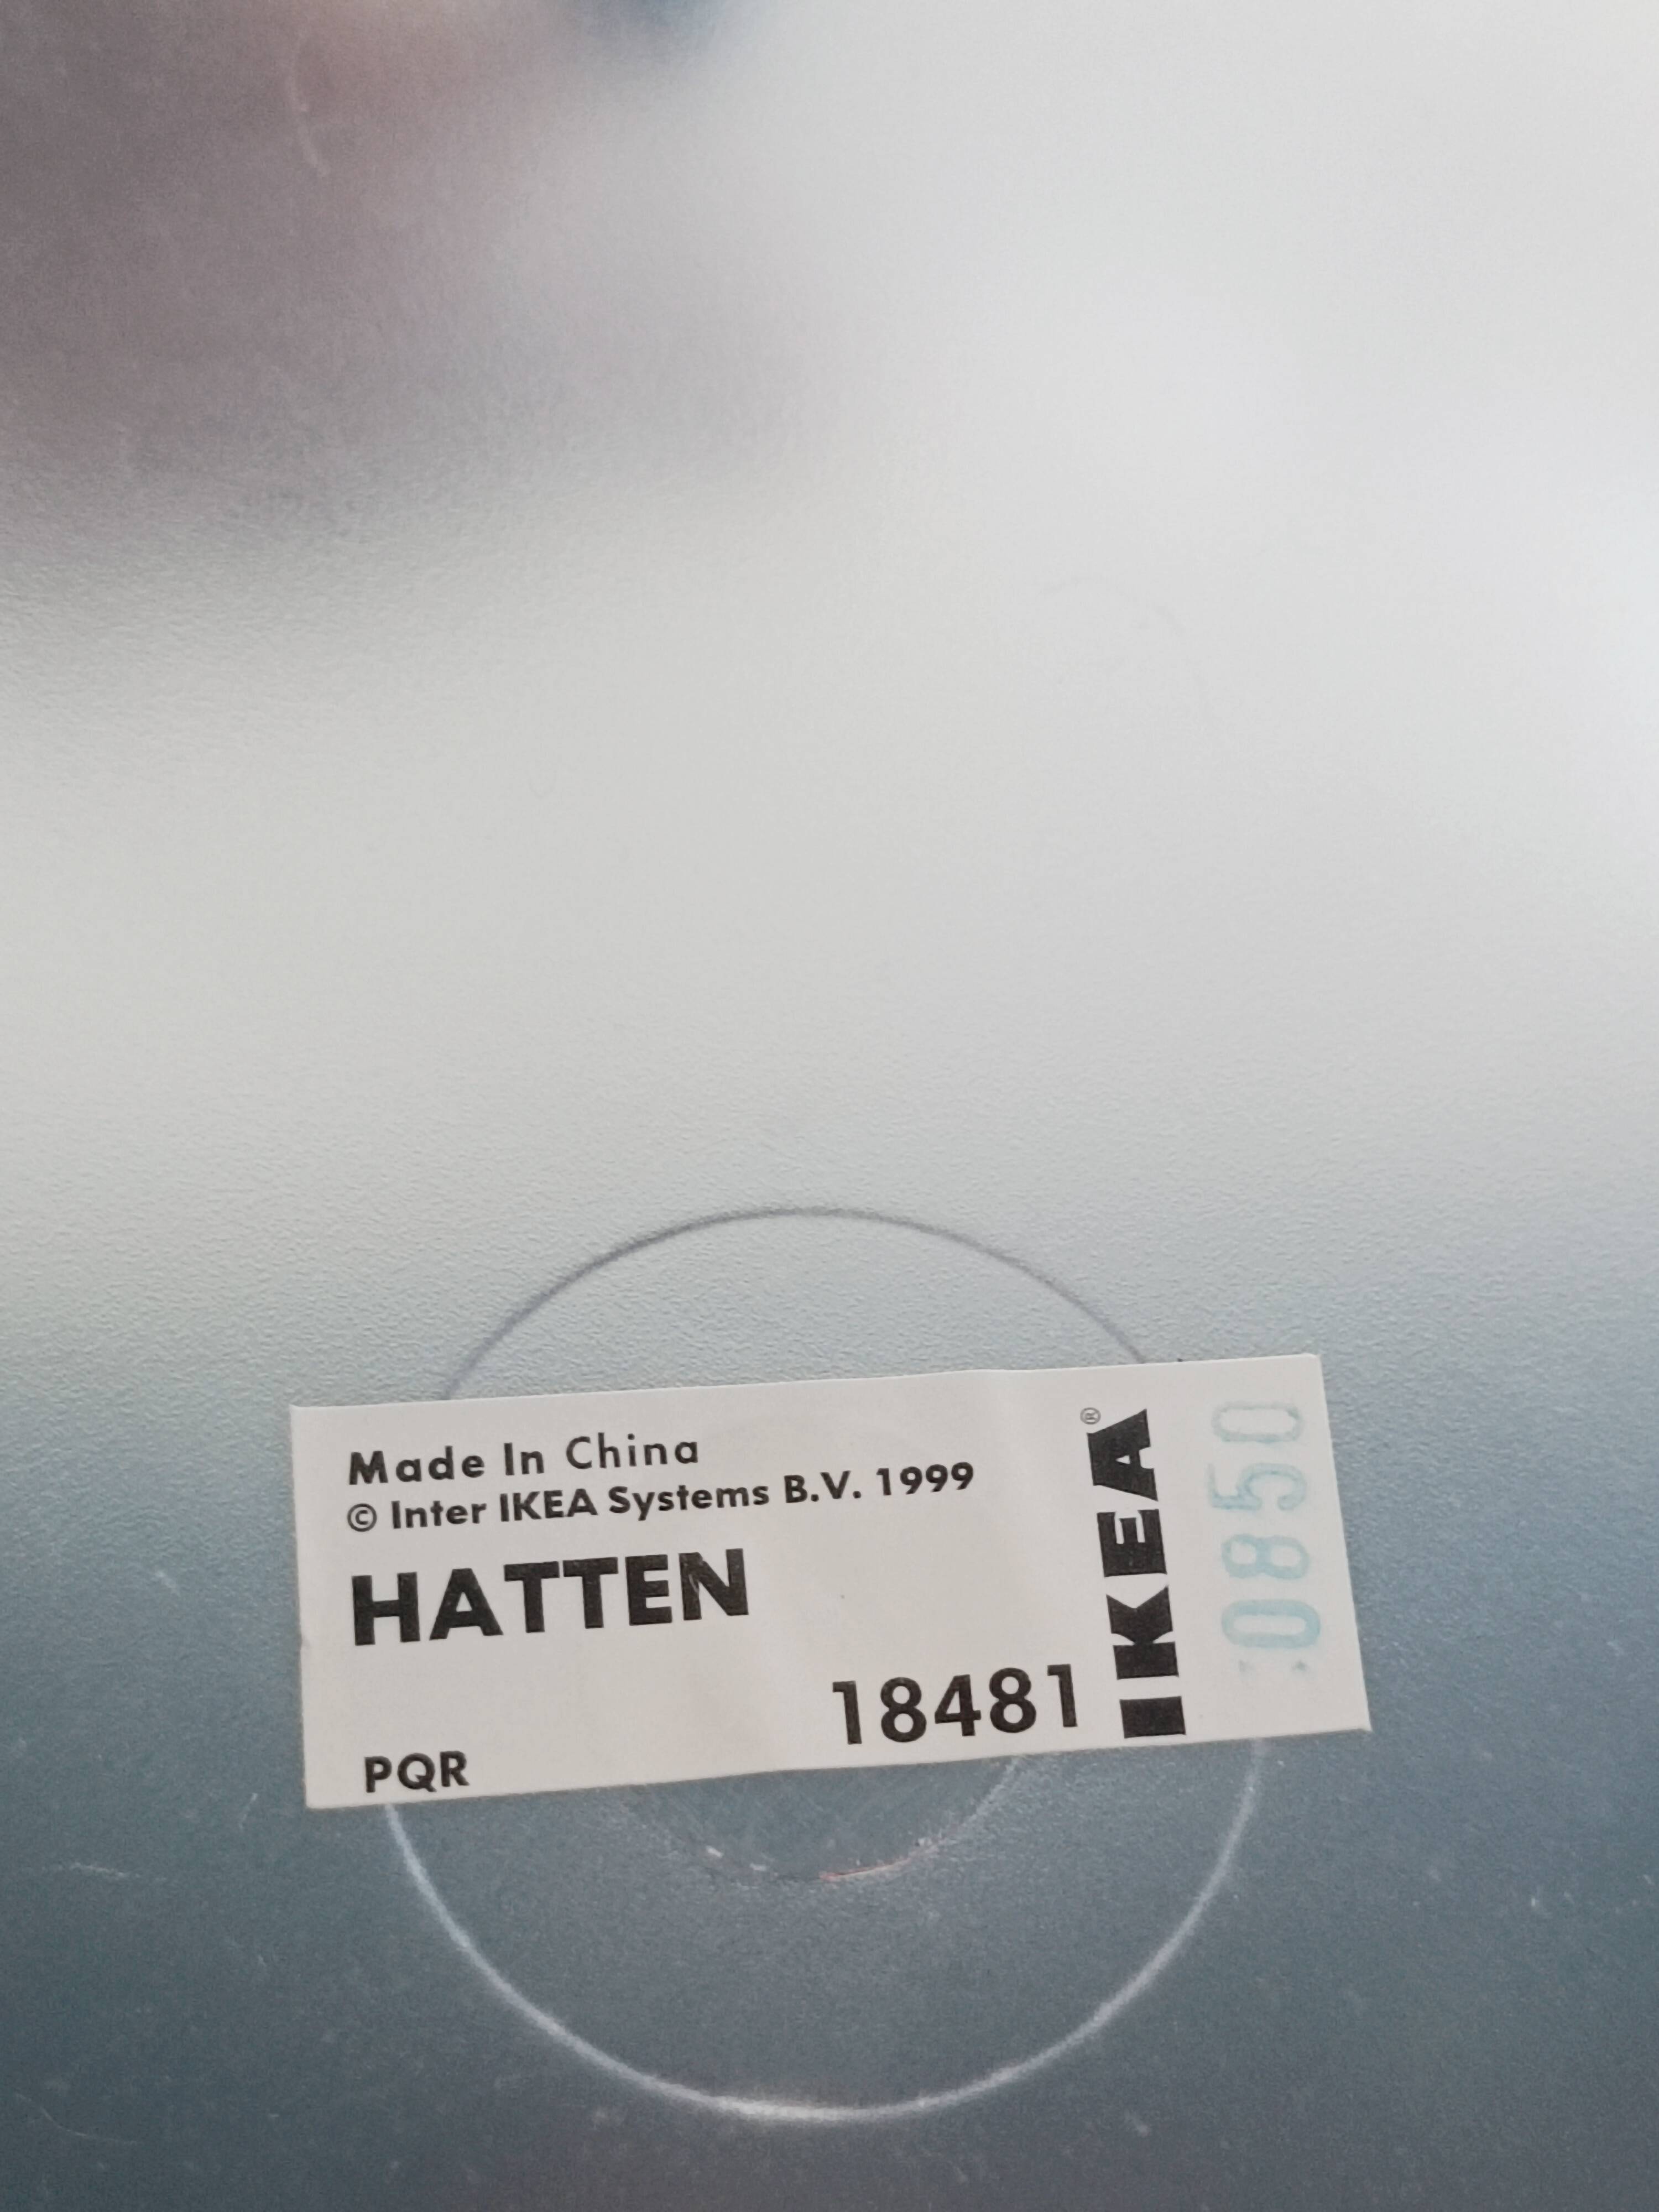 Made In China
© Inter IKEA Systems B.V. 1999
HATTEN
18481
PQR
IKEA®
0850